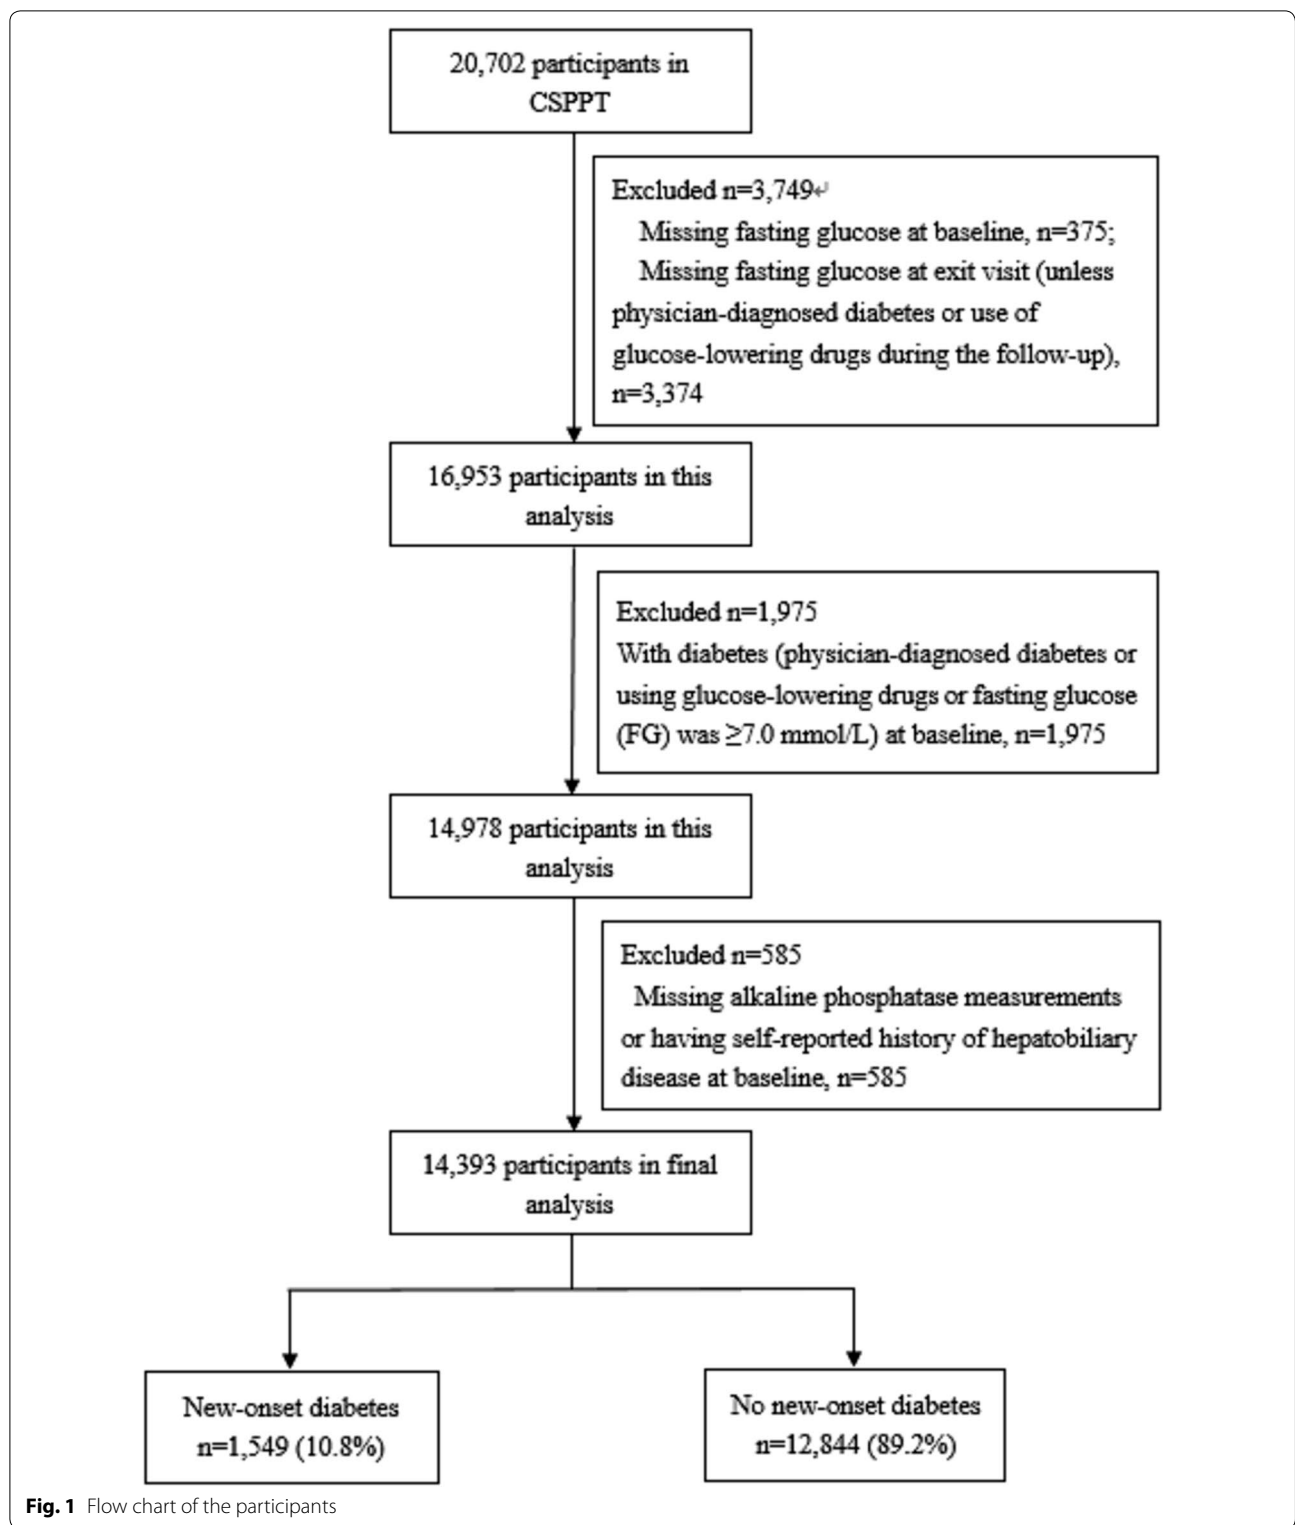 20,702 participants in
CSPPT
Excluded n=3,749↵
Missing fasting glucose at baseline, n=375;
Missing fasting glucose at exit visit (unless
physician-diagnosed diabetes or use of
glucose-lowering drugs during the follow-up),
n=3,374
16,953 participants in this
analysis
Excluded n=1,975
With diabetes (physician-diagnosed diabetes or
using glucose-lowering drugs or fasting glucose
(FG) was ≥7.0 mmol/L) at baseline, n=1,975
14,978 participants in this
analysis
Excluded n=585
Missing alkaline phosphatase measurements
or having self-reported history of hepatobiliary
disease at baseline, n=585
14,393 participants in final
analysis
New-onset diabetes
n=1,549 (10.8%)
No new-onset diabetes
n=12,844 (89.2%)
Fig. 1 Flow chart of the participants